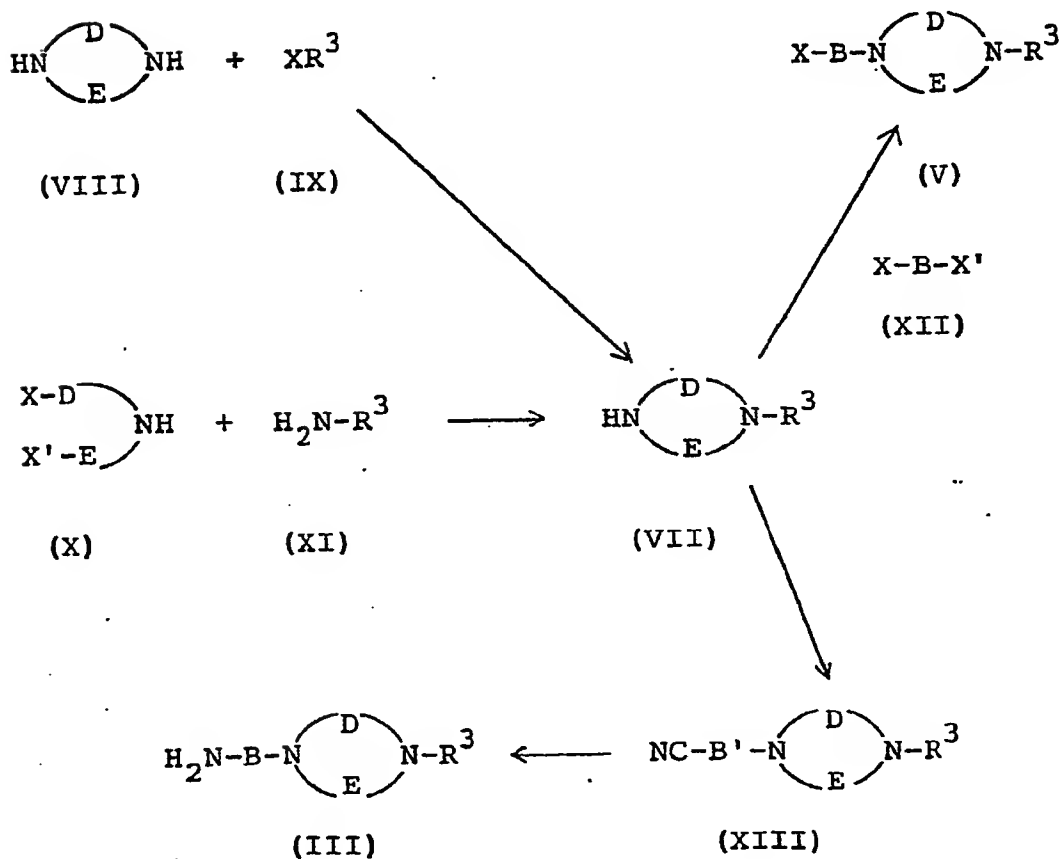 HN D E NH + XR³ X-B-N D E N-R³
(VIII) (IX) (V)
X-B-X'
(XII)
X-D X'-E NH + H₂N-R³ HN D E N-R³
(X) (XI) (VII)
H₂N-B-N D E N-R³ NC-B'-N D E N-R³
(III) (XIII)